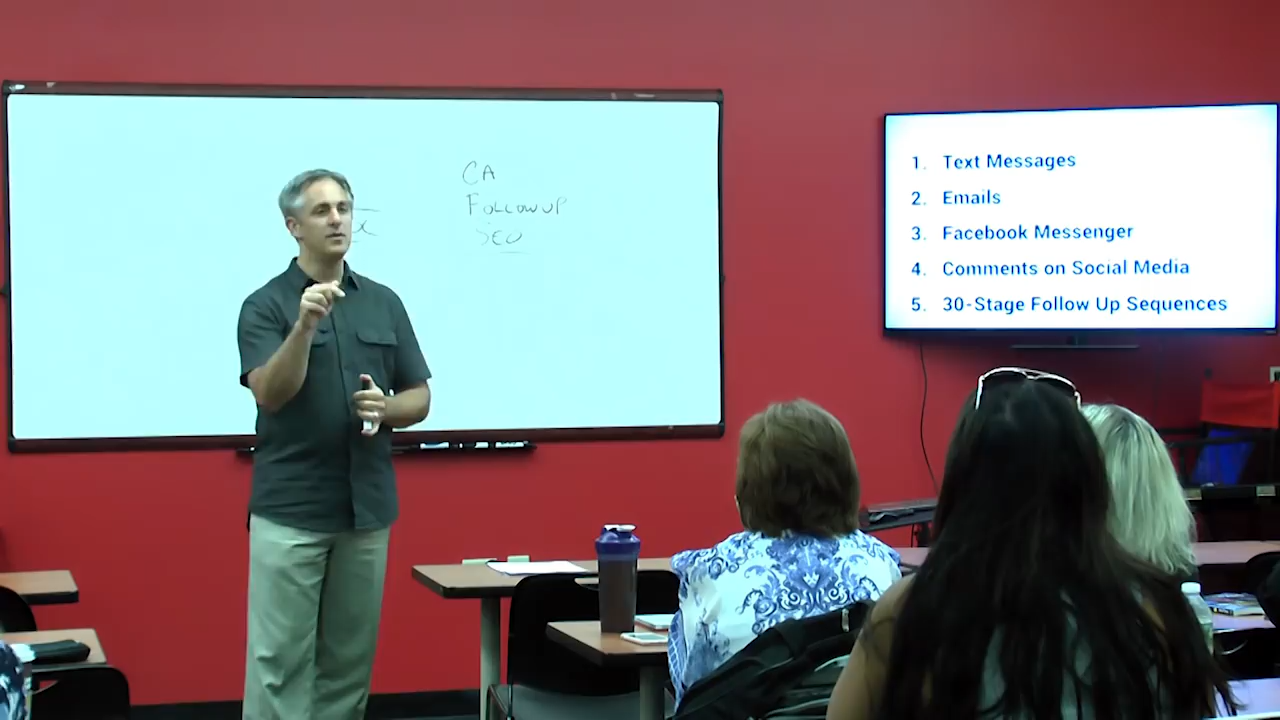 CA
FOLLOWUP
SEO
1. Text Messages
2. Emails
3. Facebook Messenger
4. Comments on Social Media
5. 30-Stage Follow Up Sequences